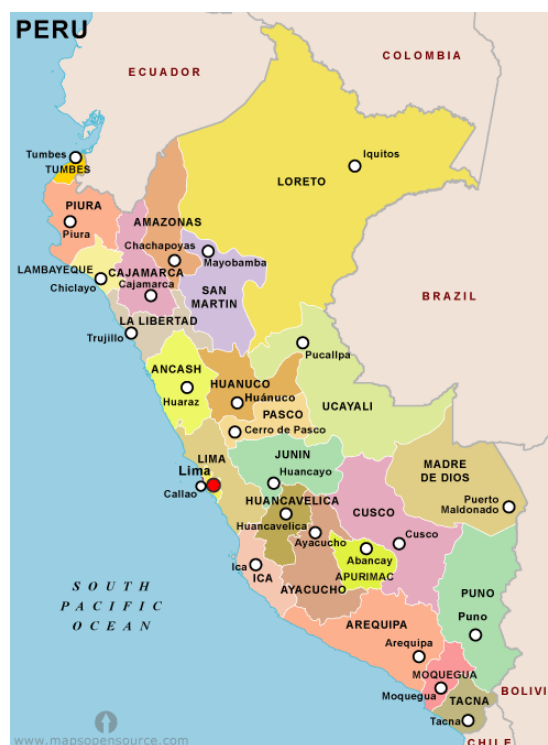 PERU
COLOMBIA
ECUADOR
Tumbes
TUMBES
Iquitos
LORETO
PIURA
Piura
AMAZONAS
Chachapoyas
Mayobamba
LAMBAYEQUE
CAJAMARCA
Chiclayo
Cajamarca
SAN
MARTIN
BRAZIL
LA LIBERTAD
Trujillo
Pucallpa
ANCASH
Huaraz
HUANUCO
Huánuco
UCAYALI
PASCO
Cerro de Pasco
LIMA
Lima
Callao
JUNIN
Huancayo
MADRE
DE DIOS
Puerto
Maldonado
HUANCAVELICA
Huancavelica
CUSCO
Cusco
Ayacucho
Abancay
APURIMAC
Ica
ICA
AYACUCHO
SOUTH
PACIFIC
OCEAN
PUNO
Puno
AREQUIPA
Arequipa
MOQUEGUA
Moquegua
BOLIVI
TACNA
Tacna
CHILE
www.mapsopensource.com